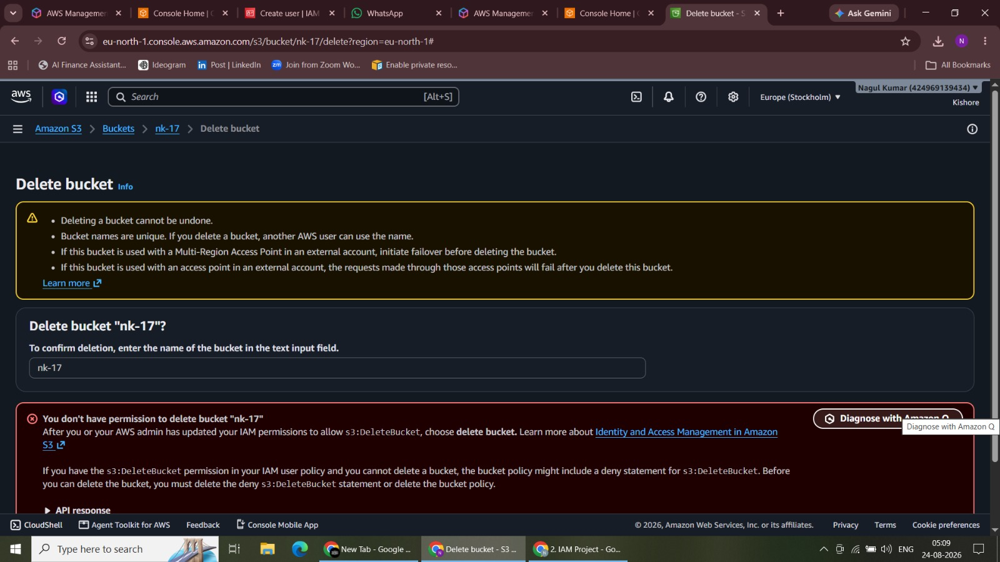 AWS Managemen
Console Home | C
Create user | IAM
WhatsApp
AWS Managemen
Console Home | C
Delete bucket - S
Ask Gemini
eu-north-1.console.aws.amazon.com/s3/bucket/nk-17/delete?region=eu-north-1#
N
AI Finance Assistant...
Ideogram
Post | LinkedIn
Join from Zoom Wo...
Enable private reso...
All Bookmarks
aws
Search
[Alt+S]
Europe (Stockholm)
Nagul Kumar (424969139434)
Kishore
Amazon S3
Buckets
nk-17
Delete bucket
Delete bucket Info
• Deleting a bucket cannot be undone.
• Bucket names are unique. If you delete a bucket, another AWS user can use the name.
• If this bucket is used with a Multi-Region Access Point in an external account, initiate failover before deleting the bucket.
• If this bucket is used with an access point in an external account, the requests made through those access points will fail after you delete this bucket.
Learn more
Delete bucket "nk-17"?
To confirm deletion, enter the name of the bucket in the text input field.
nk-17
You don't have permission to delete bucket "nk-17"
After you or your AWS admin has updated your IAM permissions to allow s3:DeleteBucket, choose delete bucket. Learn more about Identity and Access Management in Amazon
S3
Diagnose with Amazon Q
Diagnose with Amazon Q
If you have the s3:DeleteBucket permission in your IAM user policy and you cannot delete a bucket, the bucket policy might include a deny statement for s3:DeleteBucket. Before
you can delete the bucket, you must delete the deny s3:DeleteBucket statement or delete the bucket policy.
API response
CloudShell
Agent Toolkit for AWS
Feedback
Console Mobile App
© 2026, Amazon Web Services, Inc. or its affiliates.
Privacy
Terms
Cookie preferences
Type here to search
New Tab - Google ...
Delete bucket - S3 ...
2. IAM Project - Go...
ENG
05:09
24-08-2026